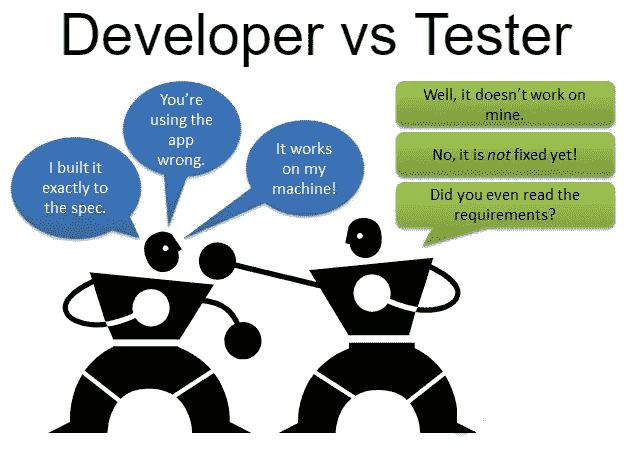 Developer vs Tester
You’re
using the
app
wrong.
I built it
exactly to
the spec.
It works
on my
machine!
Well, it doesn’t work on
mine.
No, it is not fixed yet!
Did you even read the
requirements?